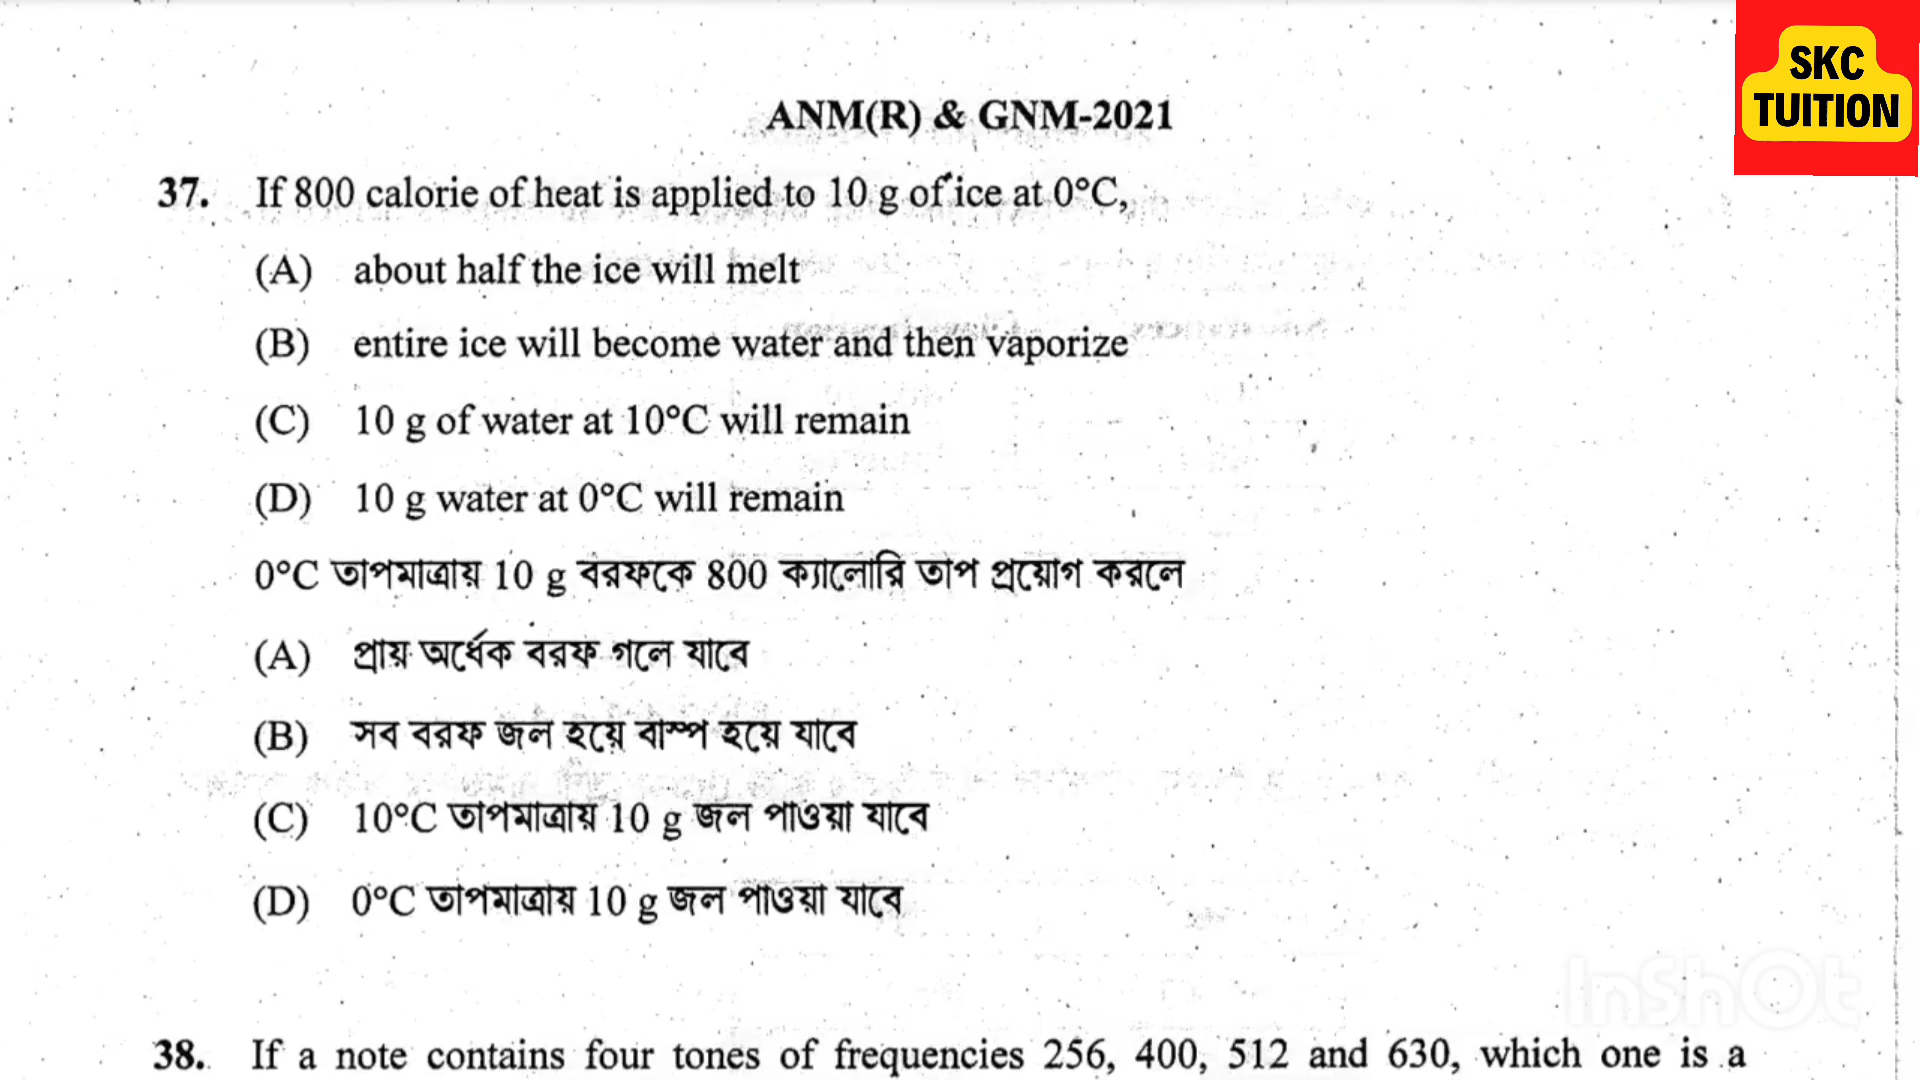 SKC
TUITION
ANM(R) & GNM-2021
37. If 800 calorie of heat is applied to 10 g of ice at 0°C,
(A) about half the ice will melt
(B) entire ice will become water and then vaporize
(C) 10 g of water at 10°C will remain
(D) 10 g water at 0°C will remain
0°C তাপমাত্রায় 10 g বরফকে 800 ক্যালোরি তাপ প্রয়োগ করলে
(A) প্রায় অর্ধেক বরফ গলে যাবে
(B) সব বরফ জল হয়ে বাষ্প হয়ে যাবে
(C) 10°C তাপমাত্রায় 10 g জল পাওয়া যাবে
(D) 0°C তাপমাত্রায় 10 g জল পাওয়া যাবে
InShOt
38. If a note contains four tones of frequencies 256, 400, 512 and 630, which one is a